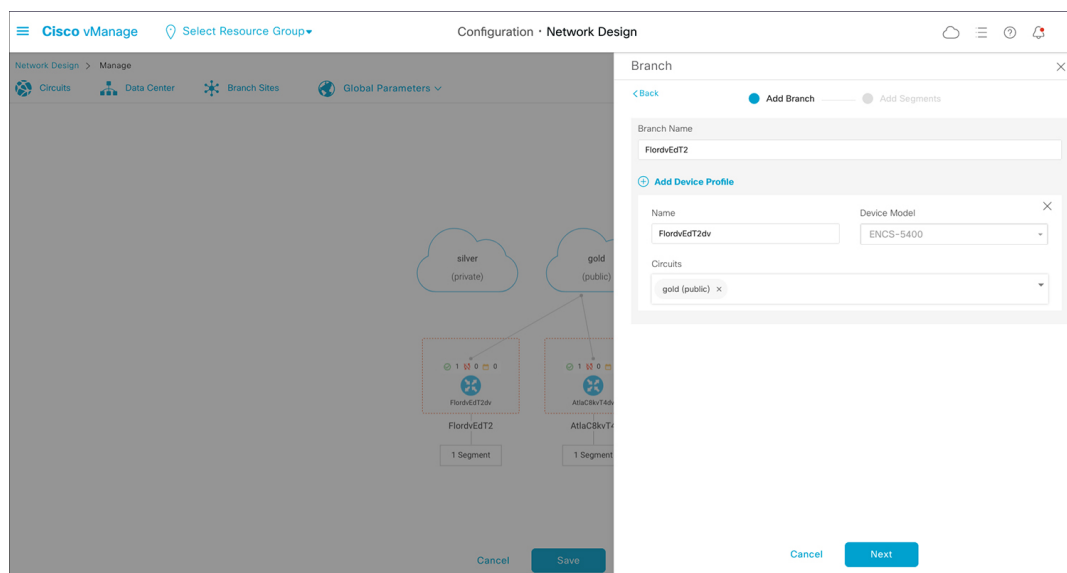 Cisco vManage
Select Resource Group
Configuration · Network Design
Network Design > Manage
Circuits
Data Center
Branch Sites
Global Parameters
silver
(private)
gold
(public)
1 0 0
FlordvEdT2dv
FlordvEdT2
1 Segment
1 0
AtlaC8kvT4dv
AtlaC8kvT4
1 Segment
Cancel
Save
Branch
Back
Add Branch
Add Segments
Branch Name
FlordvEdT2
Add Device Profile
Name
Device Model
FlordvEdT2dv
ENCS-5400
Circuits
gold (public) ×
Cancel
Next